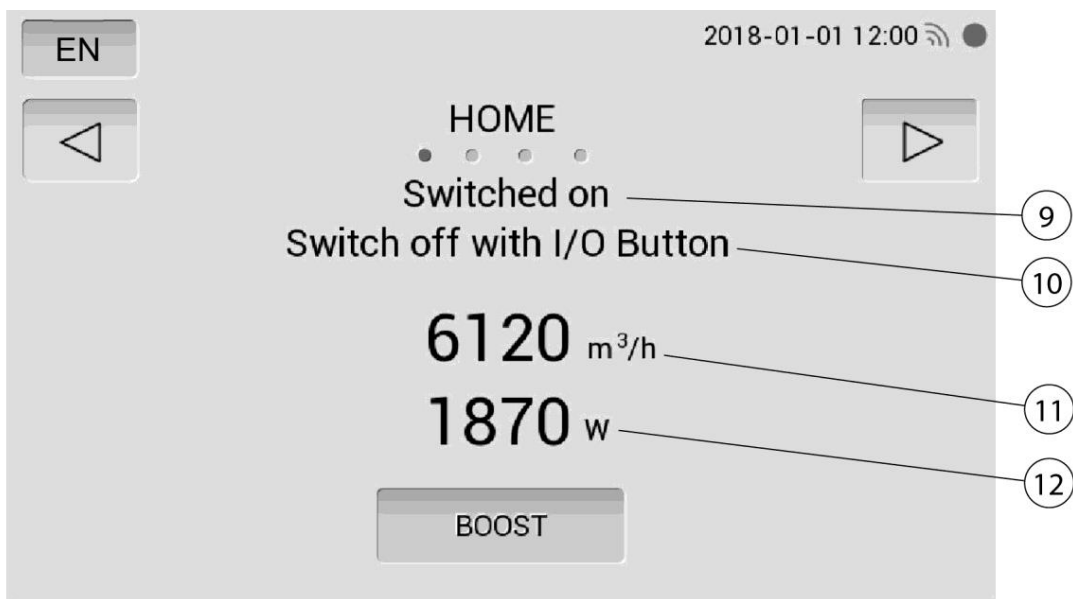 EN
2018-01-01 12:00
HOME
Switched on
9
Switch off with I/O Button
10
6120 m³/h
11
1870 W
12
BOOST